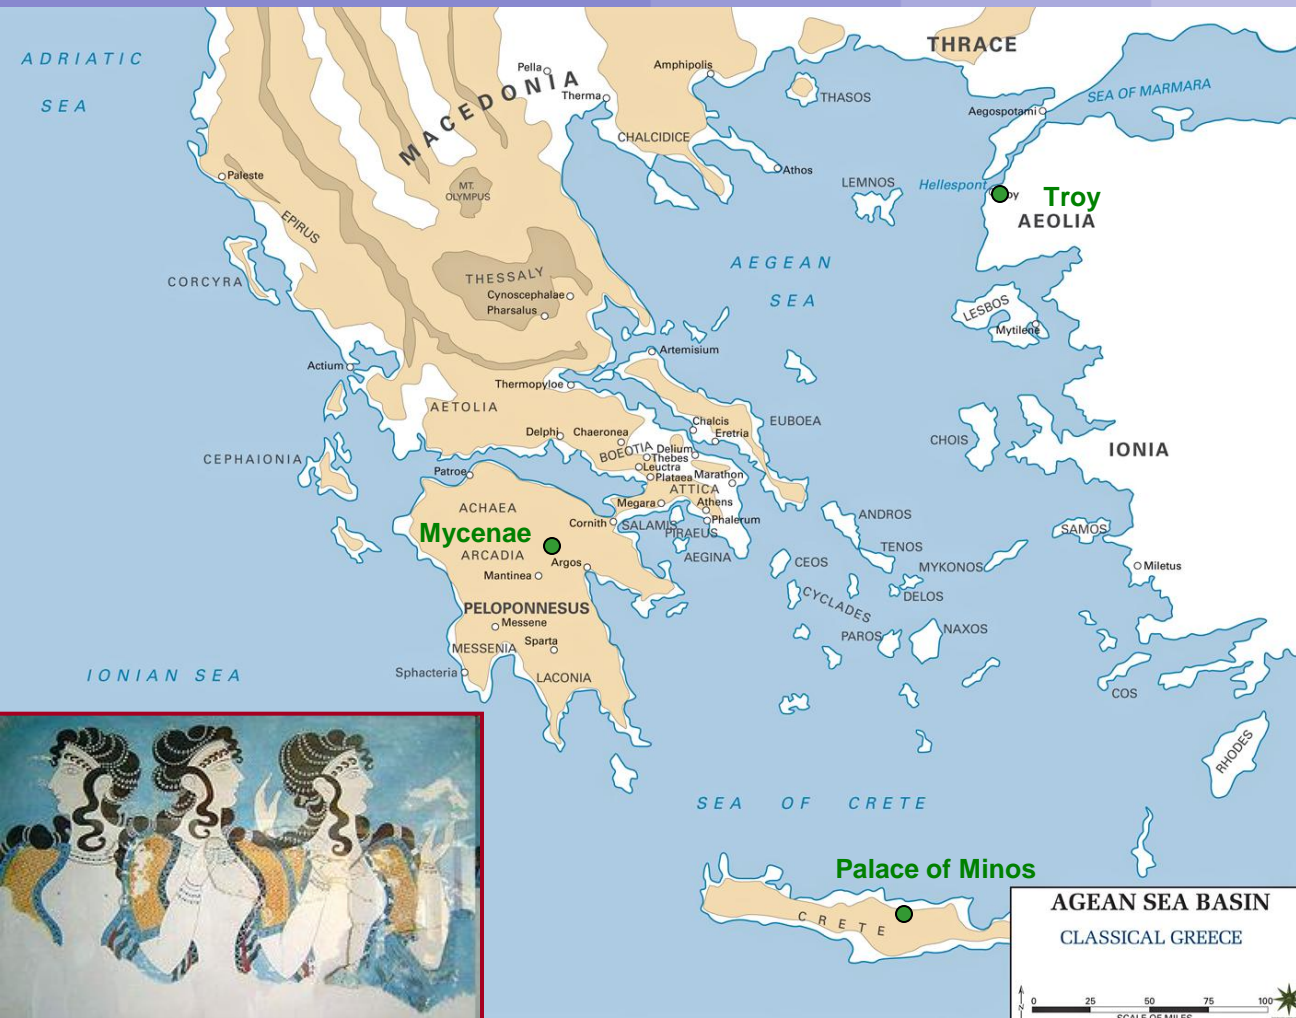 THRACE
ADRIATIC
SEA
Pella
Amphipolis
MACEDONIA
Therma
THASOS
SEA OF MARMARA
Aegospotami
CHALCIDICE
Athos
Paleste
MT.
OLYMPUS
LEMNOS
Hellespont
Troy
AEOLIA
EPIRUS
AEGEAN
SEA
CORCYRA
THESSALY
Cynoscephalae
Pharsalus
LESBOS
Mytilene
Artemisium
Actium
Thermopyloe
AETOLIA
EUBOEA
Chalcis
Eretria
Delphi
Chaeronea
BOEOTIA
Delium
Thebes
CHOIS
IONIA
CEPHAIONIA
Leuctra
Patroe
Plataea
Marathon
ATTICA
Megara
Athens
ACHAEA
Cornith
SALAMIS
Phalerum
PIRAEUS
ANDROS
SAMOS
Mycenae
ARCADIA
Argos
AEGINA
TENOS
CEOS
MYKONOS
Miletus
Mantinea
DELOS
CYCLADES
PELOPONNESUS
Messene
PAROS
NAXOS
Sparta
MESSENIA
Sphacteria
LACONIA
IONIAN SEA
COS
RHODES
SEA OF CRETE
Palace of Minos
CRETE
AGEAN SEA BASIN
CLASSICAL GREECE
N
0 25 50 75 100
SCALE OF MILES